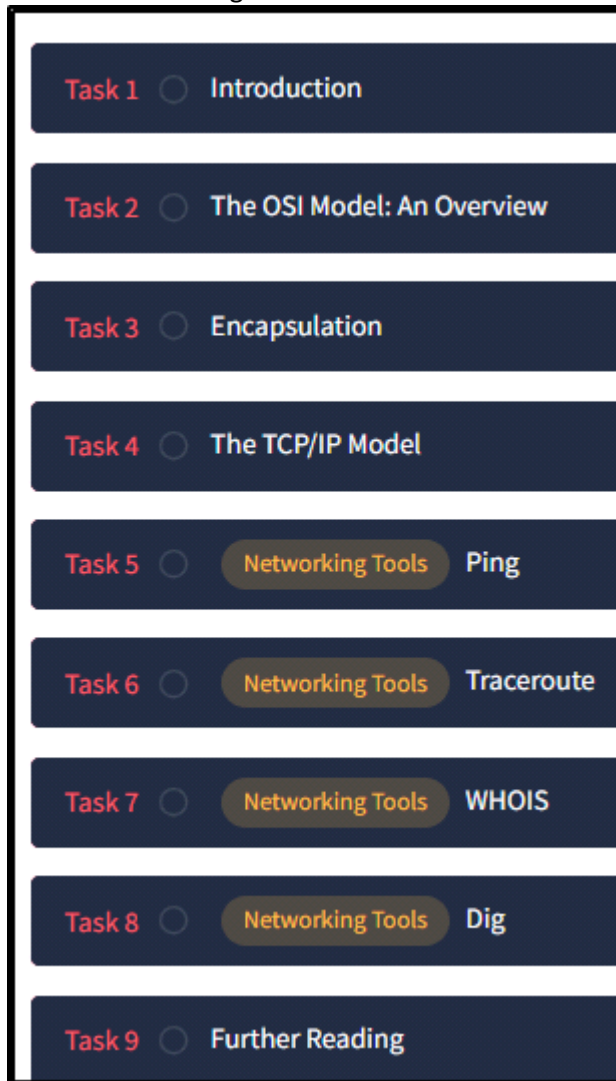 Task 1 Introduction
Task 2 The OSI Model: An Overview
Task 3 Encapsulation
Task 4 The TCP/IP Model
Task 5 Networking Tools Ping
Task 6 Networking Tools Traceroute
Task 7 Networking Tools WHOIS
Task 8 Networking Tools Dig
Task 9 Further Reading